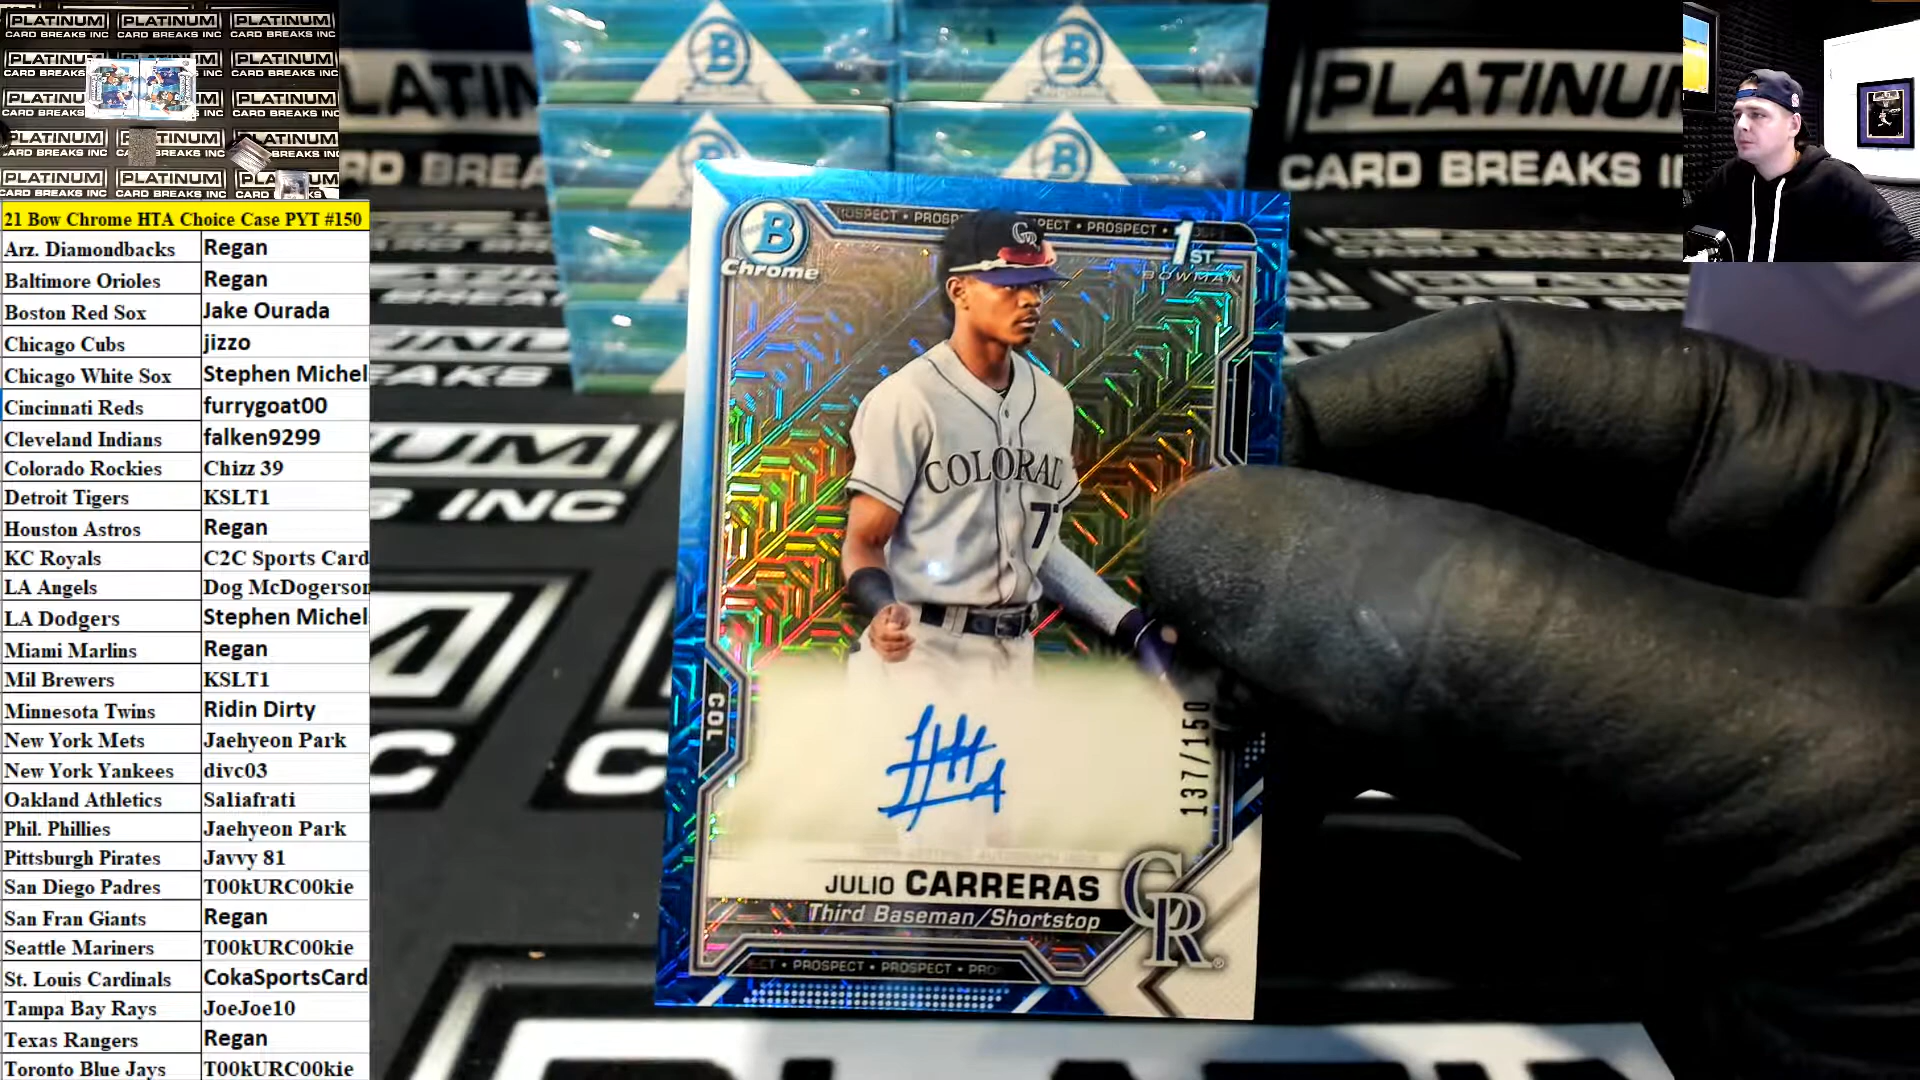 PLATINUM PLATINUM PLATINUM
CARD BREAKS INC CARD BREAKS INC CARD BREAKS INC
21 Bow Chrome HTA Choice Case PYT #150
Arz. Diamondbacks Regan
Baltimore Orioles Regan
Boston Red Sox Jake Ourada
Chicago Cubs jizzo
Chicago White Sox Stephen Michel
Cincinnati Reds furrygoat00
Cleveland Indians falken9299
Colorado Rockies Chizz 39
Detroit Tigers KSLT1
Houston Astros Regan
KC Royals C2C Sports Card
LA Angels Dog McDogerson
LA Dodgers Stephen Michel
Miami Marlins Regan
Mil Brewers KSLT1
Minnesota Twins Ridin Dirty
New York Mets Jaehyeon Park
New York Yankees divc03
Oakland Athletics Saliafrati
Phil. Phillies Jaehyeon Park
Pittsburgh Pirates Javvy 81
San Diego Padres T00kURC00kie
San Fran Giants Regan
Seattle Mariners T00kURC00kie
St. Louis Cardinals CokaSportsCard
Tampa Bay Rays JoeJoe10
Texas Rangers Regan
Toronto Blue Jays T00kURC00kie
PLATIN
PLATINUM
CARD BREAKS IN
B
Chrome
PROSPECT • PROSPECT •
1ST
BOWMAN
CR
COLORAD
7
COL
137/150
JULIO CARRERAS
Third Baseman/Shortstop
CR
• PROSPECT • PROSPECT • PRO